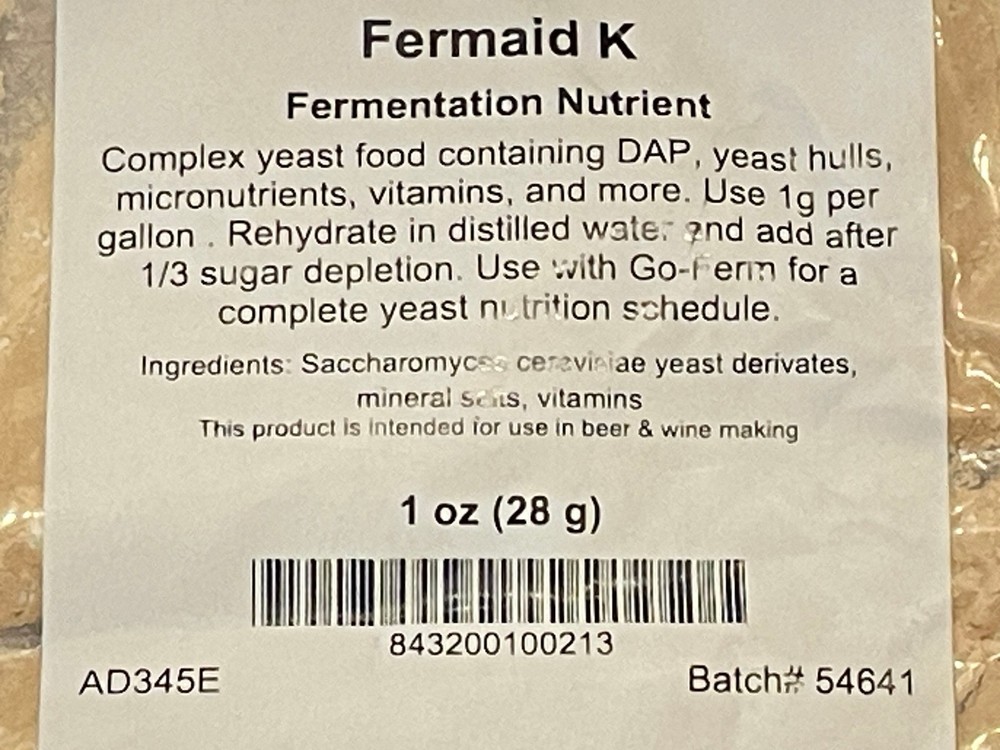 Fermaid K
Fermentation Nutrient
Complex yeast food containing DAP, yeast hulls,
micronutrients, vitamins, and more. Use 1g per
gallon . Rehydrate in distilled water and add after
1/3 sugar depletion. Use with Go-Ferm for a
complete yeast nutrition schedule.
Ingredients: Saccharomyces cerevisiae yeast derivates,
mineral salts, vitamins
This product is intended for use in beer & wine making
1 oz (28 g)
843200100213
AD345E
Batch# 54641